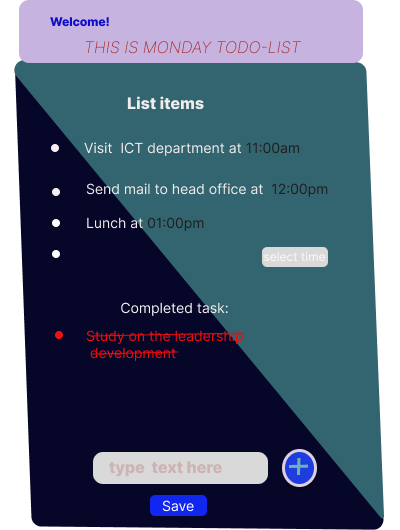 Welcome!
THIS IS MONDAY TODO-LIST
List items
Visit ICT department at 11:00am
Send mail to head office at 12:00pm
Lunch at 01:00pm
select time
Completed task:
Study on the leadership
development
type text here
Save